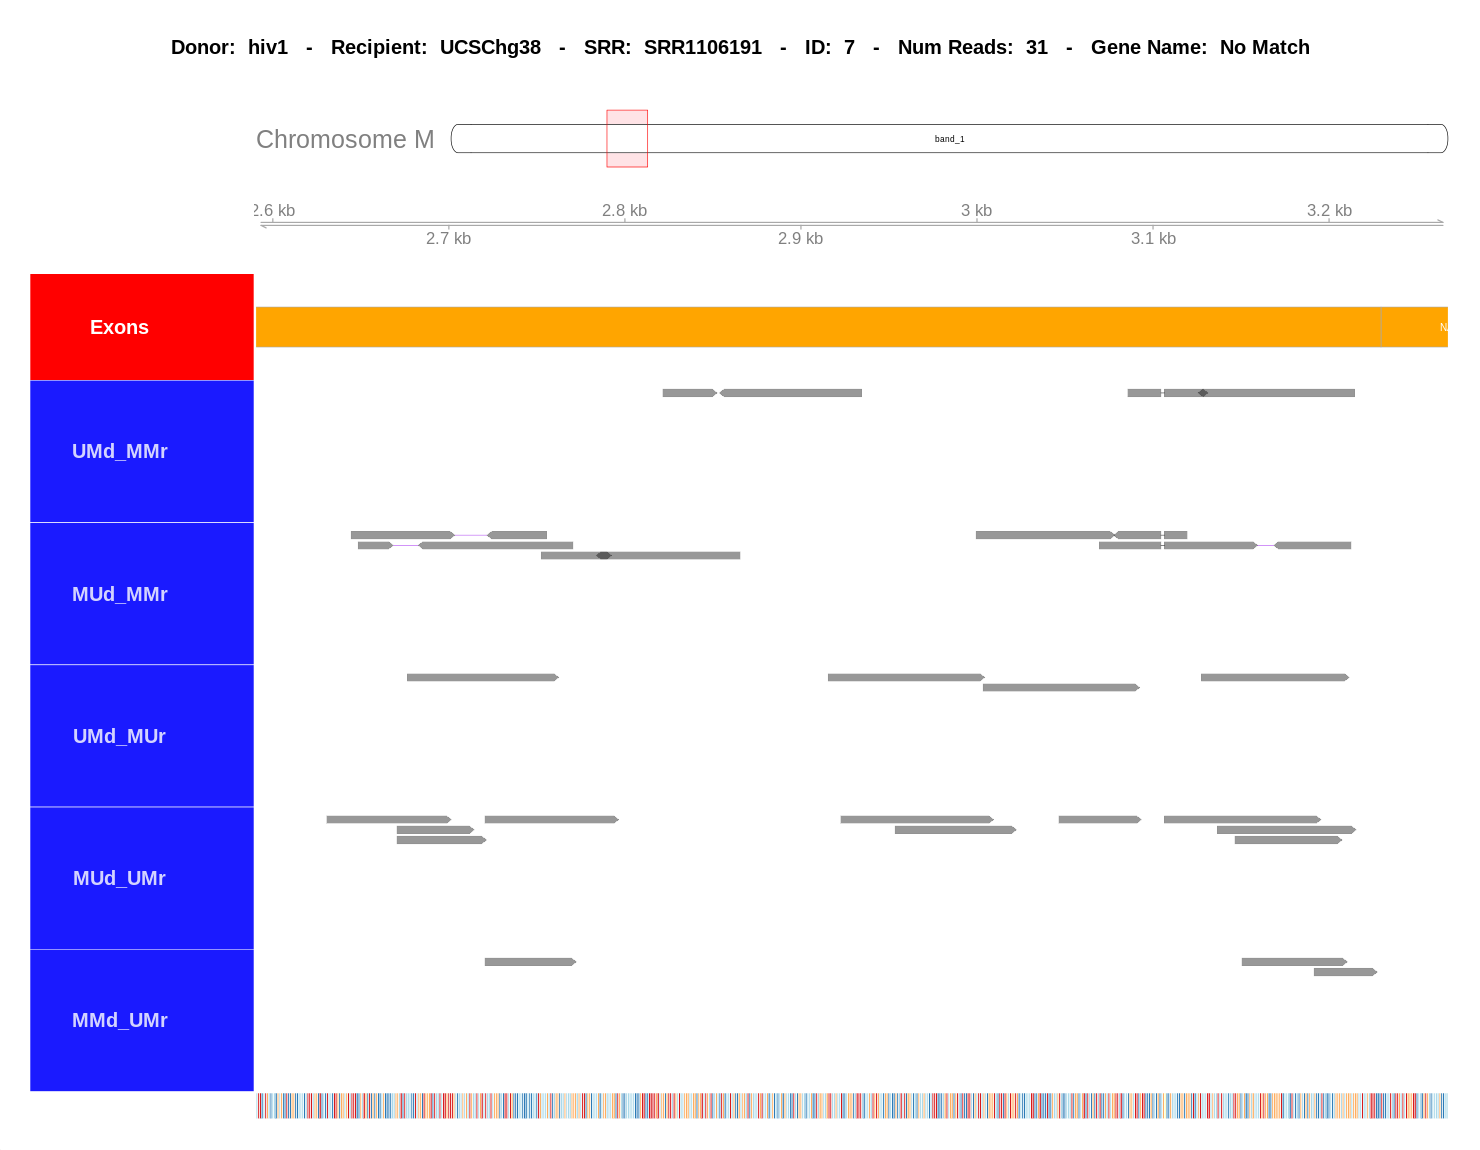 Donor: hiv1 - Recipient: UCSChg38 - SRR: SRR1106191 - ID: 7 - Num Reads: 31 - Gene Name: No Match
Chromosome M
band_1
2.6 kb 2.8 kb 3 kb 3.2 kb
2.7 kb 2.9 kb 3.1 kb
Exons
UMd_MMr
MUd_MMr
UMd_MUr
MUd_UMr
MMd_UMr